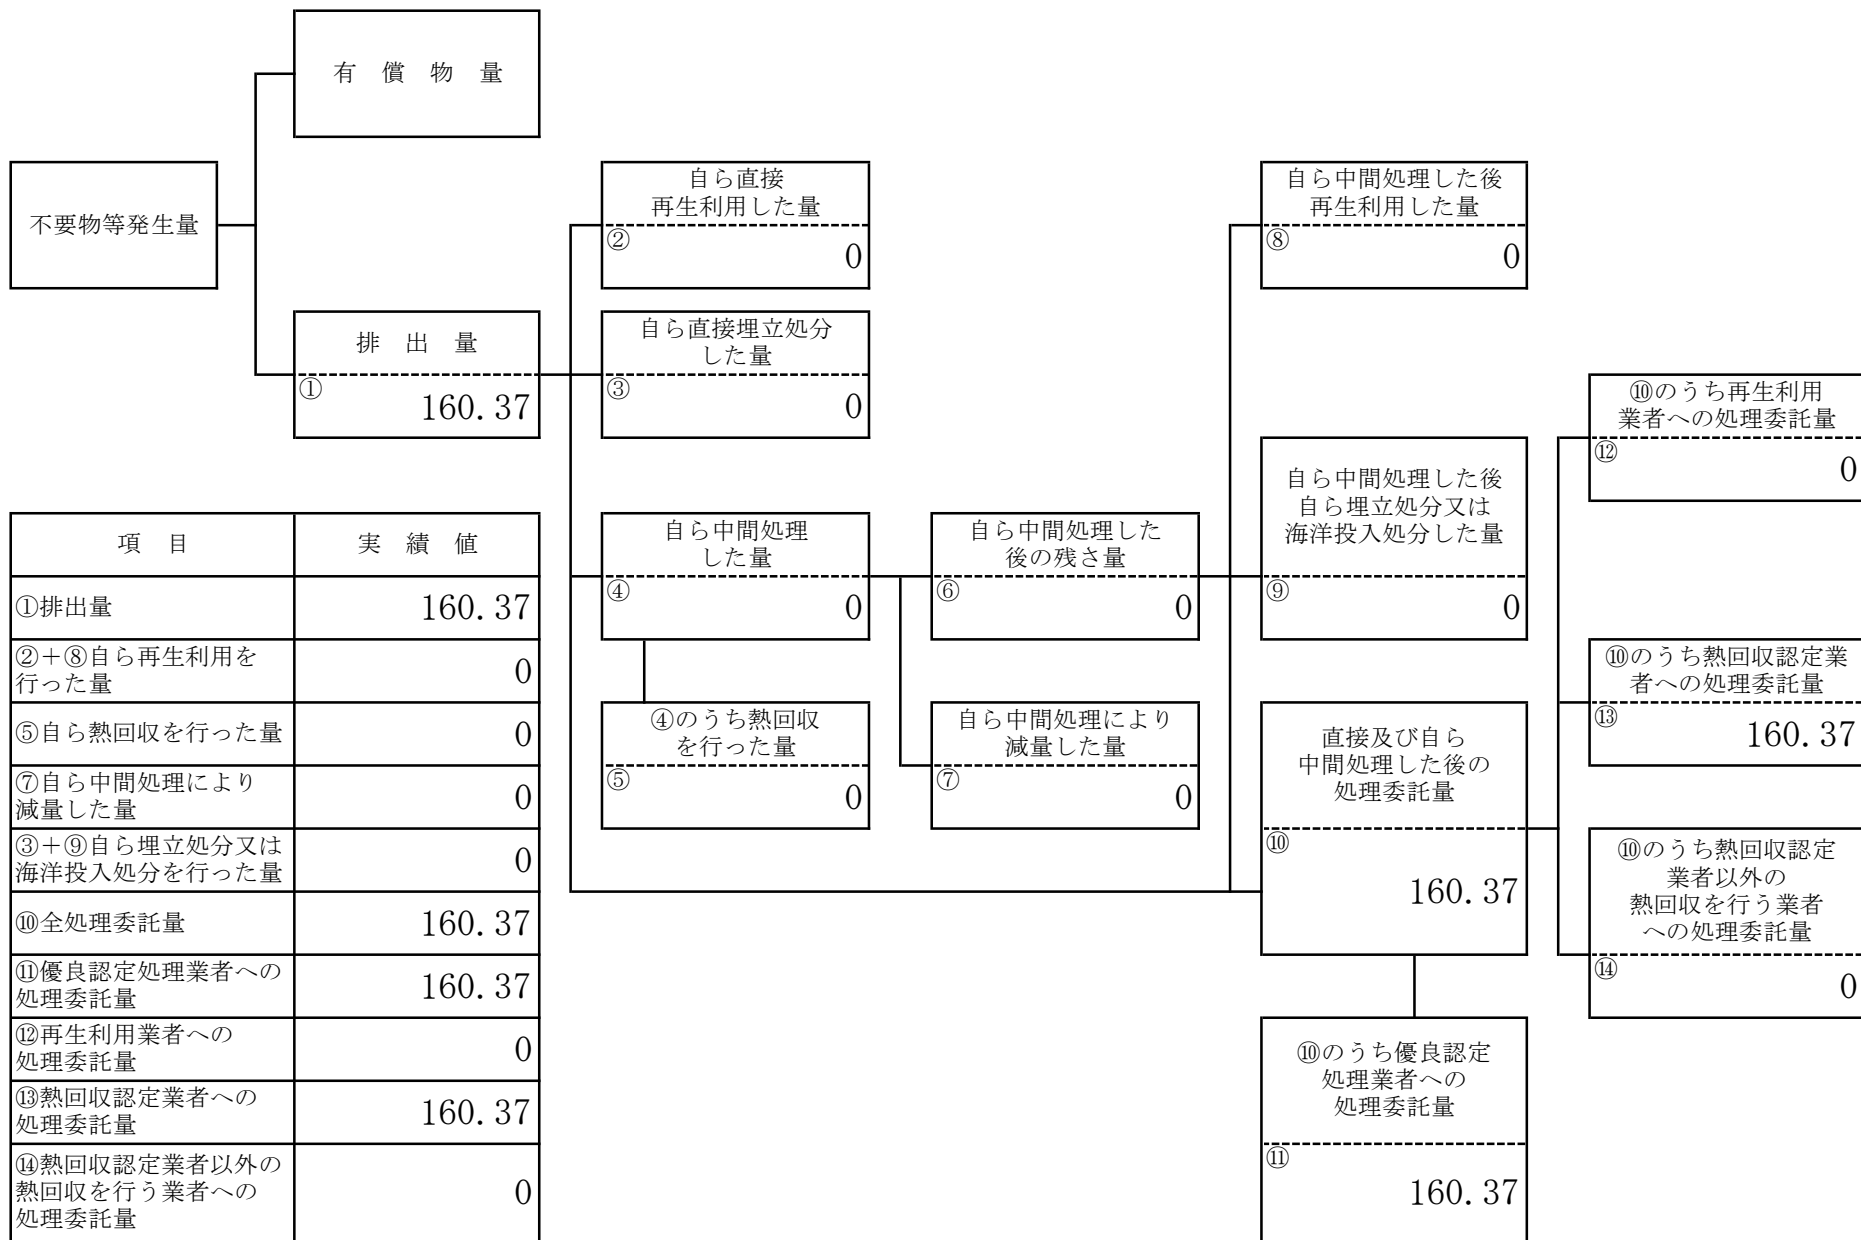 有 償 物 量
不要物等発生量
排 出 量
①
160.37
自ら直接
再生利用した量
②
0
自ら直接埋立処分
した量
③
0
自ら中間処理
した量
④
0
④のうち熱回収
を行った量
⑤
0
自ら中間処理した
後の残さ量
⑥
0
自ら中間処理により
減量した量
⑦
0
自ら中間処理した後
再生利用した量
⑧
0
自ら中間処理した後
自ら埋立処分又は
海洋投入処分した量
⑨
0
直接及び自ら
中間処理した後の
処理委託量
⑩
160.37
⑩のうち優良認定
処理業者への
処理委託量
⑪
160.37
⑩のうち再生利用
業者への処理委託量
⑫
0
⑩のうち熱回収認定業
者への処理委託量
⑬
160.37
⑩のうち熱回収認定
業者以外の
熱回収を行う業者
への処理委託量
⑭
0
項 目 実 績 値
①排出量 160.37
②＋⑧自ら再生利用を
行った量 0
⑤自ら熱回収を行った量 0
⑦自ら中間処理により
減量した量 0
③＋⑨自ら埋立処分又は
海洋投入処分を行った量 0
⑩全処理委託量 160.37
⑪優良認定処理業者への
処理委託量 160.37
⑫再生利用業者への
処理委託量 0
⑬熱回収認定業者への
処理委託量 160.37
⑭熱回収認定業者以外の
熱回収を行う業者への
処理委託量 0